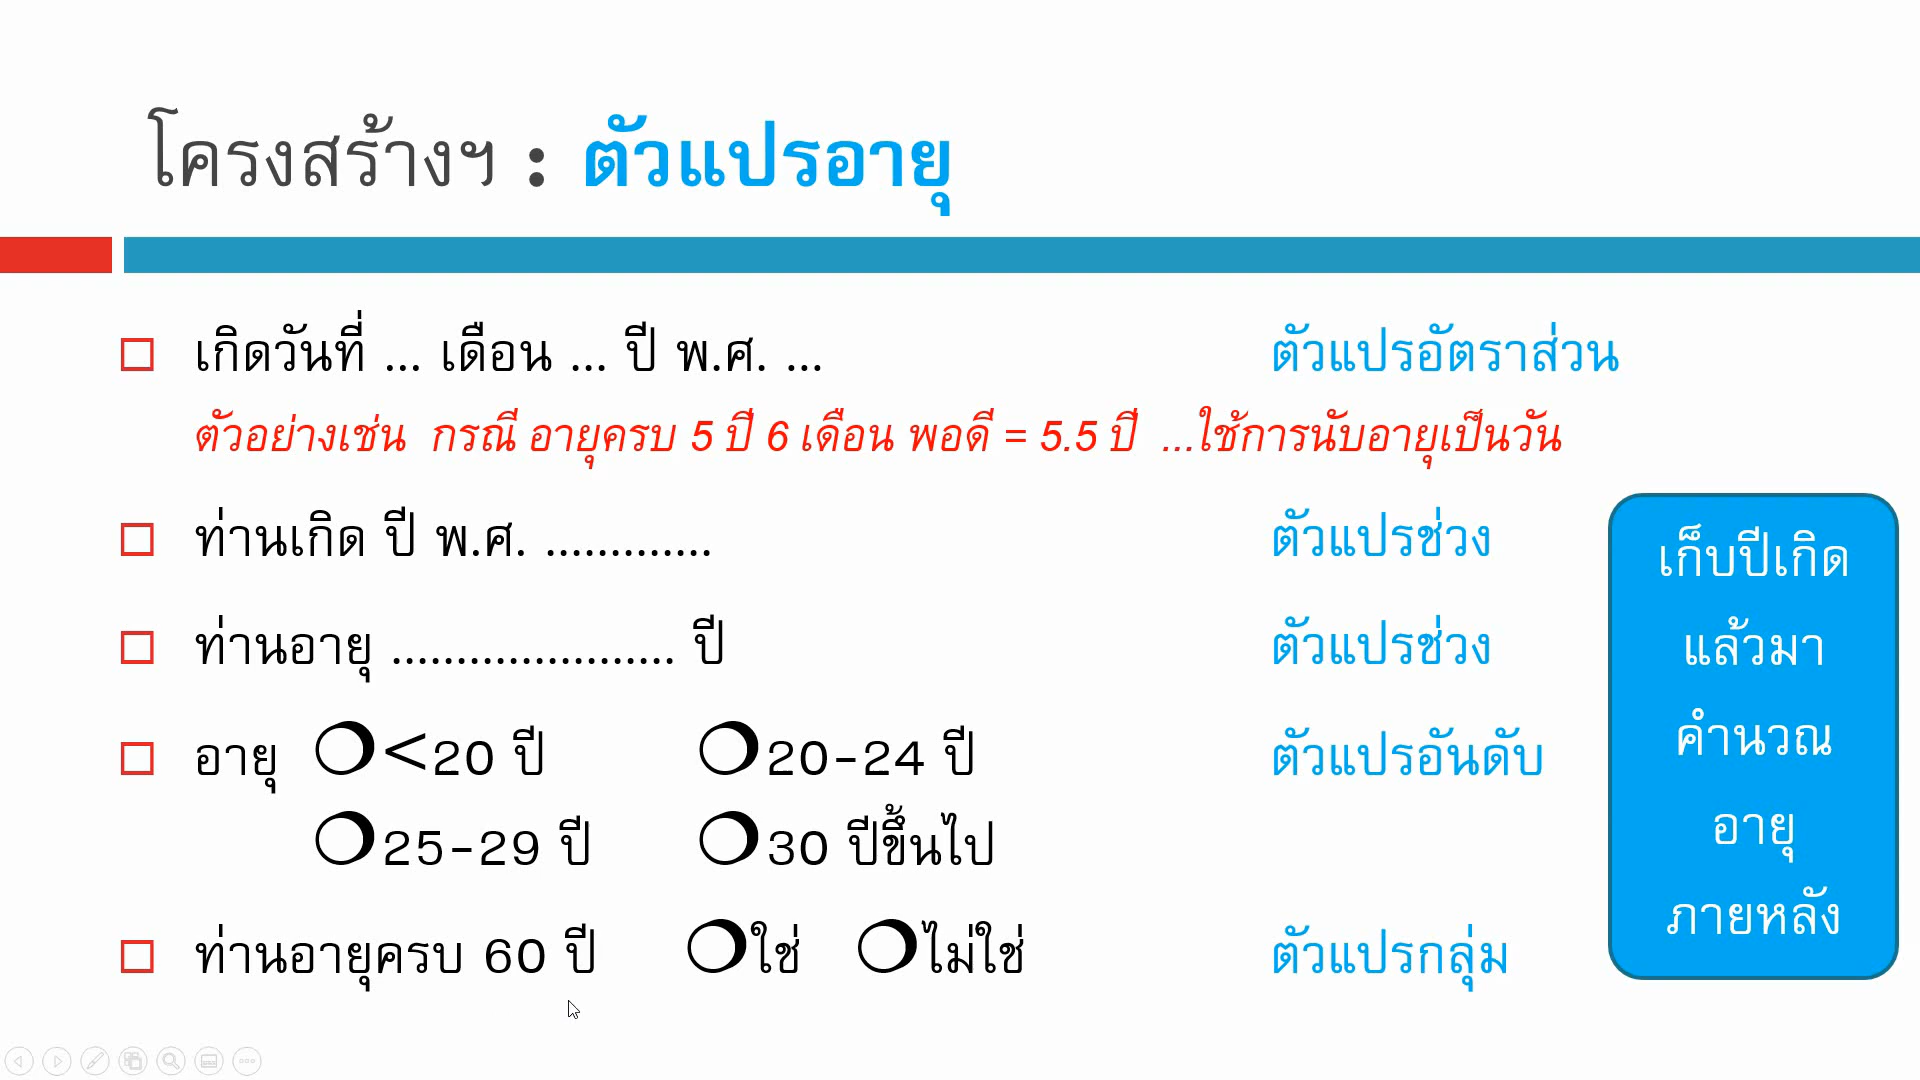 โครงสร้างฯ : ตัวแปรอายุ
เกิดวันที่ ... เดือน ... ปี พ.ศ. ... ตัวแปรอัตราส่วน
ตัวอย่างเช่น กรณี อายุครบ 5 ปี 6 เดือน พอดี = 5.5 ปี ...ใช้การนับอายุเป็นวัน
ท่านเกิด ปี พ.ศ. ............. ตัวแปรช่วง
ท่านอายุ ...................... ปี ตัวแปรช่วง
อายุ ❍<20 ปี ❍20-24 ปี ตัวแปรอันดับ
❍25-29 ปี ❍30 ปีขึ้นไป
ท่านอายุครบ 60 ปี ❍ใช่ ❍ไม่ใช่ ตัวแปรกลุ่ม
เก็บปีเกิด
แล้วมา
คำนวณ
อายุ
ภายหลัง